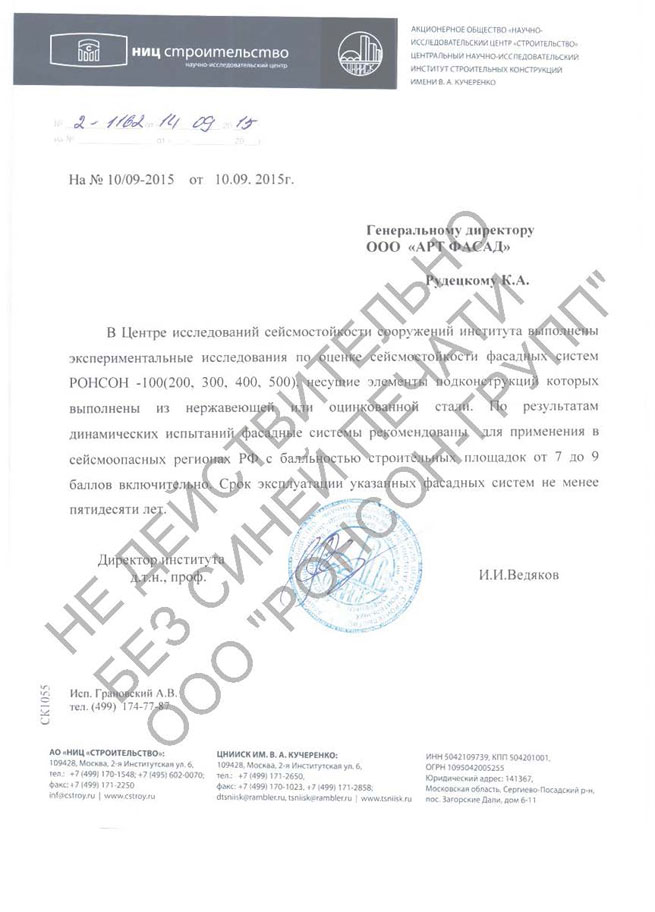 НИЦ строительство
научно-исследовательский центр
АКЦИОНЕРНОЕ ОБЩЕСТВО «НАУЧНО-
ИССЛЕДОВАТЕЛЬСКИЙ ЦЕНТР «СТРОИТЕЛЬСТВО»
ЦЕНТРАЛЬНЫЙ НАУЧНО-ИССЛЕДОВАТЕЛЬСКИЙ
ИНСТИТУТ СТРОИТЕЛЬНЫХ КОНСТРУКЦИЙ
ИМЕНИ В. А. КУЧЕРЕНКО
№ 2-1162 14 09 15
на № от
На № 10/09-2015 от 10.09. 2015г.
Генеральному директору
ООО «АРТ ФАСАД»
Рудецкому К.А.
В Центре исследований сейсмостойкости сооружений института выполнены
экспериментальные исследования по оценке сейсмостойкости фасадных систем
РОНСОН -100(200, 300, 400, 500), несущие элементы подконструкций которых
выполнены из нержавеющей или оцинкованной стали. По результатам
динамических испытаний фасадные системы рекомендованы для применения в
сейсмоопасных регионах РФ с балльностью строительных площадок от 7 до 9
баллов включительно. Срок эксплуатации указанных фасадных систем не менее
пятидесяти лет.
Директор института
д.т.н., проф.
И.И.Ведяков
НЕ ДЕЙСТВИТЕЛЬНО
БЕЗ СИНЕЙ ПЕЧАТИ
ООО "РОНСОН-ГРУПП"
СК1055
Исп. Грановский А.В.
тел. (499) 174-77-87
АО «НИЦ «СТРОИТЕЛЬСТВО»:
109428, Москва, 2-я Институтская ул. 6,
тел.: +7 (499) 170-1548; +7 (495) 602-0070;
факс: +7 (499) 171-2250
inf@cstroy.ru | www.cstroy.ru
ЦНИИСК ИМ. В. А. КУЧЕРЕНКО:
109428, Москва, 2-я Институтская ул. 6,
тел.: +7 (499) 171-2650,
факс: +7 (499) 170-1023, +7 (499) 171-2858;
dtsniisk@rambler.ru, tsniisk@rambler.ru | www.tsniisk.ru
ИНН 5042109739, КПП 504201001,
ОГРН 1095042005255
Юридический адрес: 141367,
Московская область, Сергиево-Посадский р-н,
пос. Загорские Дали, дом 6-11